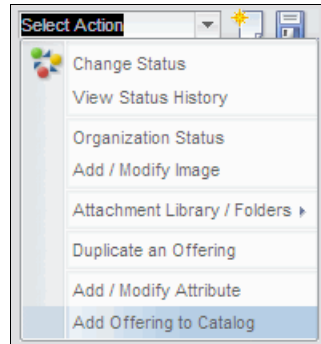 Select Action
Change Status
View Status History
Organization Status
Add / Modify Image
Attachment Library / Folders
Duplicate an Offering
Add / Modify Attribute
Add Offering to Catalog